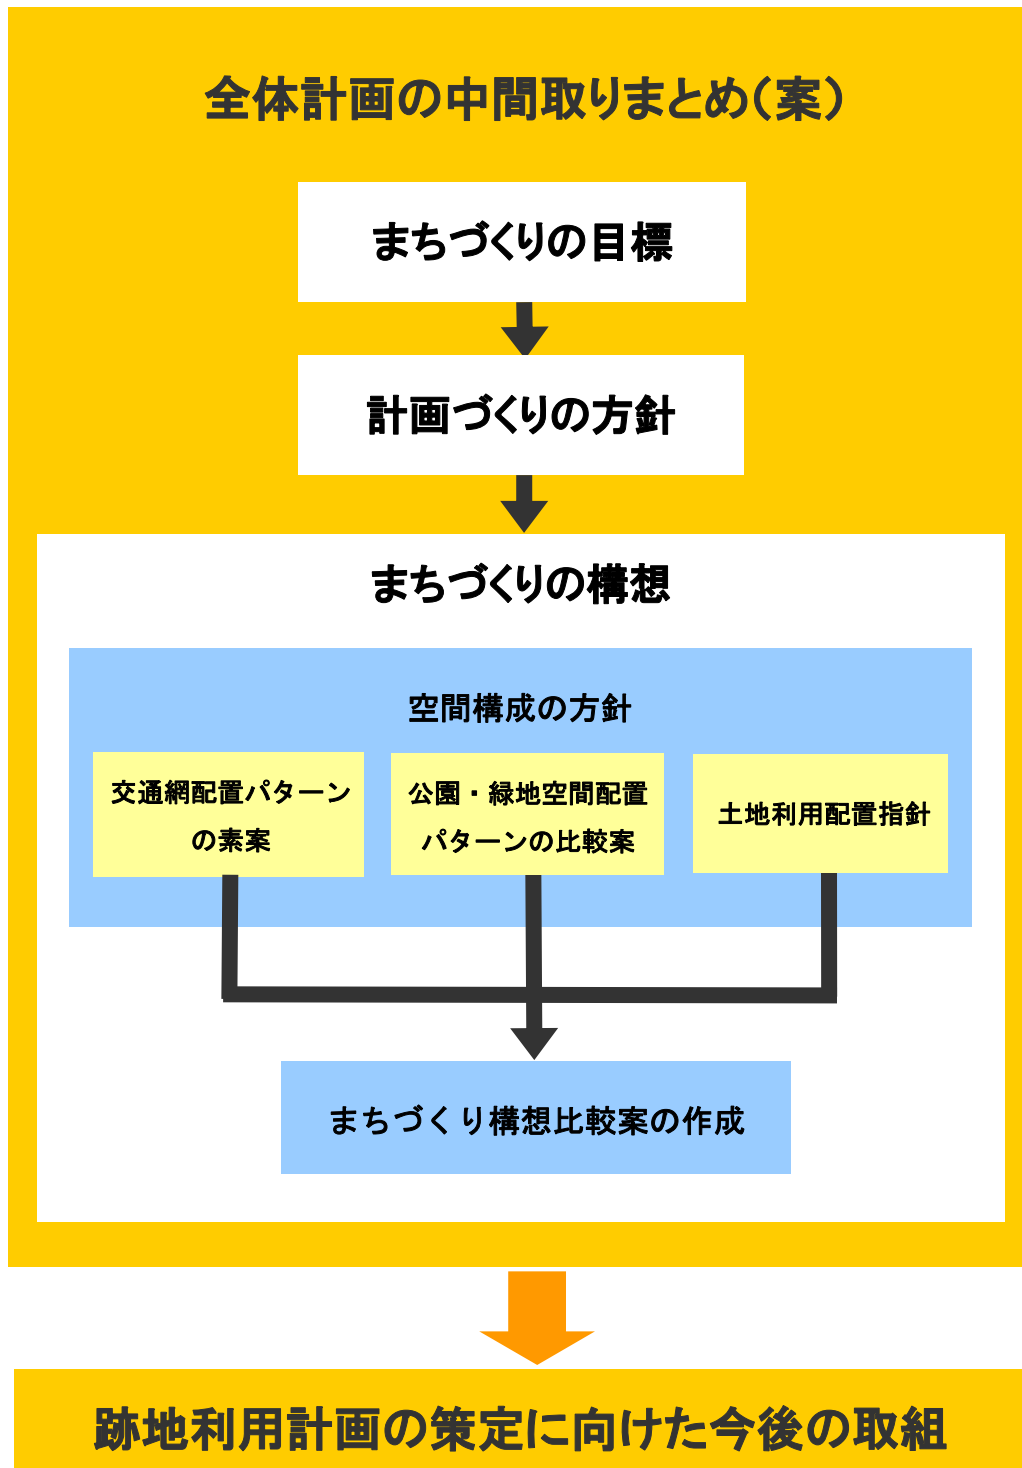 全体計画の中間取りまとめ（案）
まちづくりの目標
計画づくりの方針
まちづくりの構想
空間構成の方針
交通網配置パターン
の素案
公園・緑地空間配置
パターンの比較案
土地利用配置指針
まちづくり構想比較案の作成
跡地利用計画の策定に向けた今後の取組